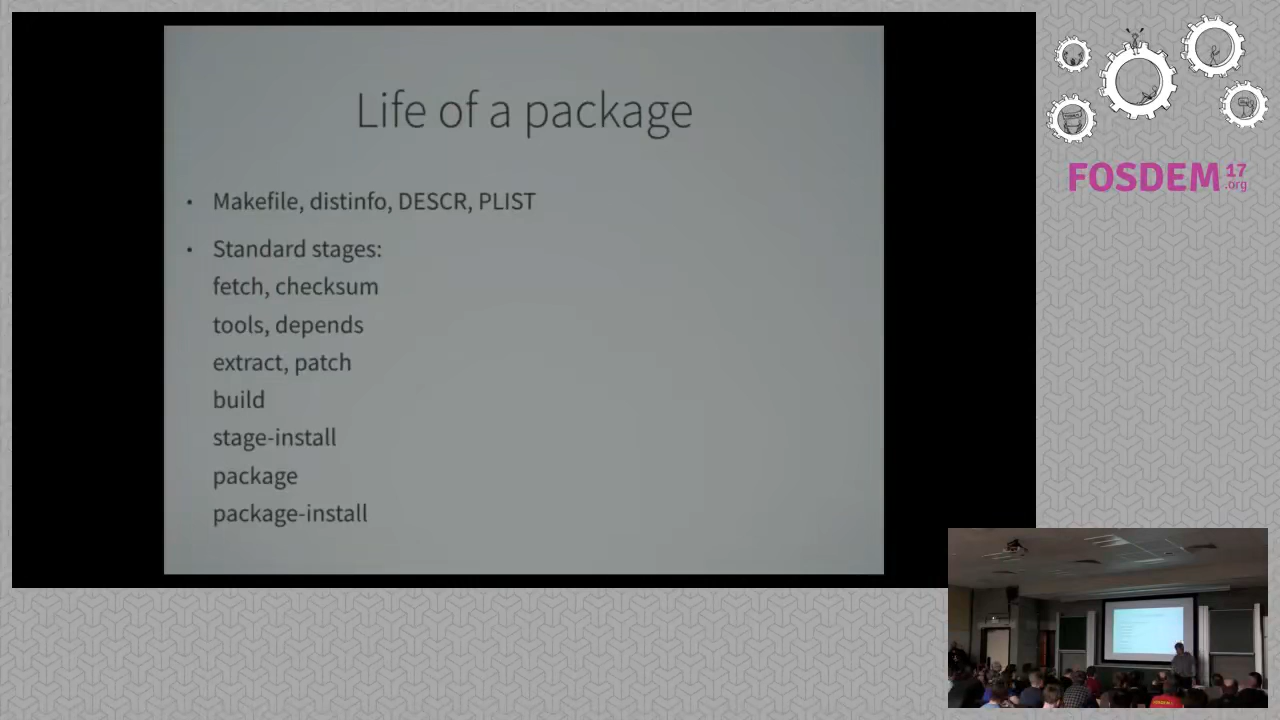 Life of a package
• Makefile, distinfo, DESCR, PLIST
• Standard stages:
fetch, checksum
tools, depends
extract, patch
build
stage-install
package
package-install
FOSDEM 17
.org